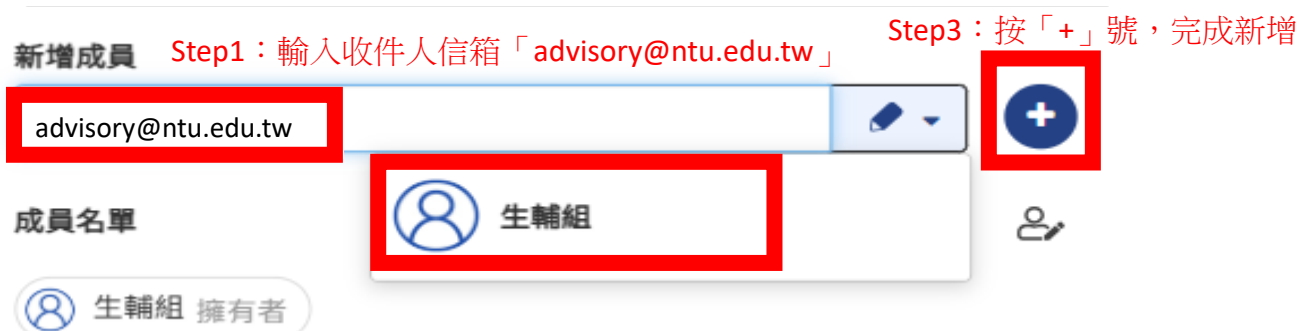 Step3：按「+」號，完成新增
新增成員 Step1：輸入收件人信箱「advisory@ntu.edu.tw」
advisory@ntu.edu.tw
生輔組
成員名單
生輔組 擁有者